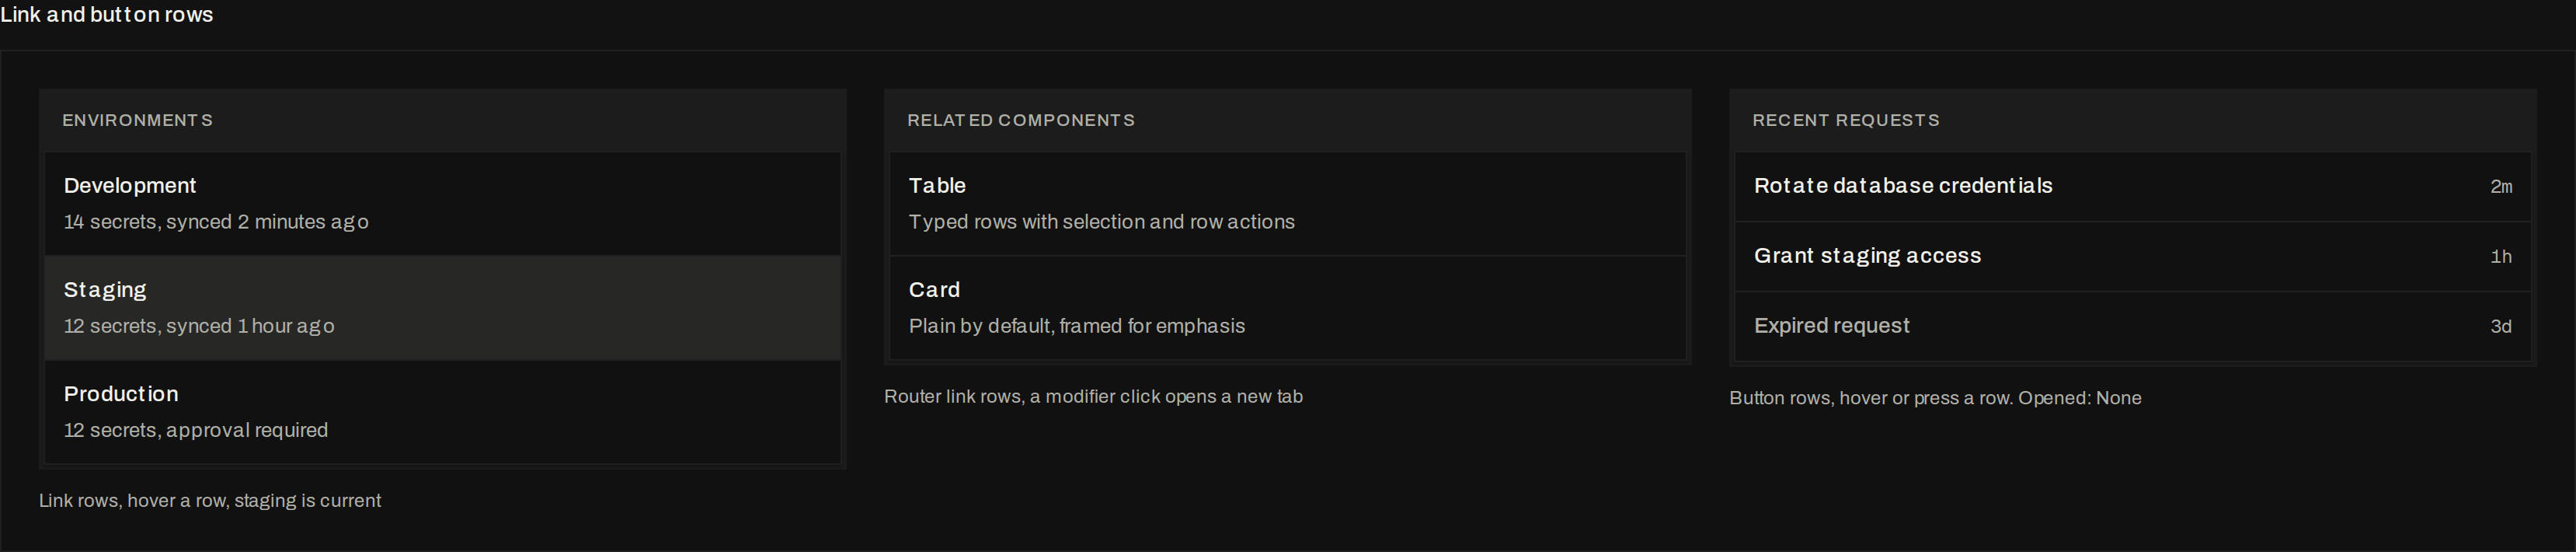 Link and button rows
ENVIRONMENTS
Development
14 secrets, synced 2 minutes ago
Staging
12 secrets, synced 1 hour ago
Production
12 secrets, approval required
Link rows, hover a row, staging is current
RELATED COMPONENTS
Table
Typed rows with selection and row actions
Card
Plain by default, framed for emphasis
Router link rows, a modifier click opens a new tab
RECENT REQUESTS
Rotate database credentials 2m
Grant staging access 1h
Expired request 3d
Button rows, hover or press a row. Opened: None